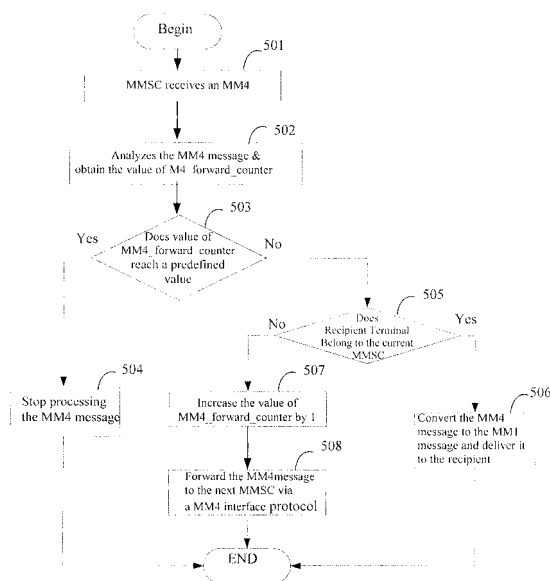 Begin
501
MMSC receives an MM4
502
Analyzes the MM4 message &
obtain the value of M4_forward_counter
503
Yes
No
Does value of
MM4_forward_counter
reach a predefined
value
505
No
Yes
Does
Recipient Terminal
Belong to the current
MMSC
504
Stop processing
the MM4 message
507
Increase the value of
MM4_forward_counter by 1
506
Convert the MM4
message to the MM1
message and deliver it
to the recipient
508
Forward the MM4message
to the next MMSC via
a MM4 interface protocol
END